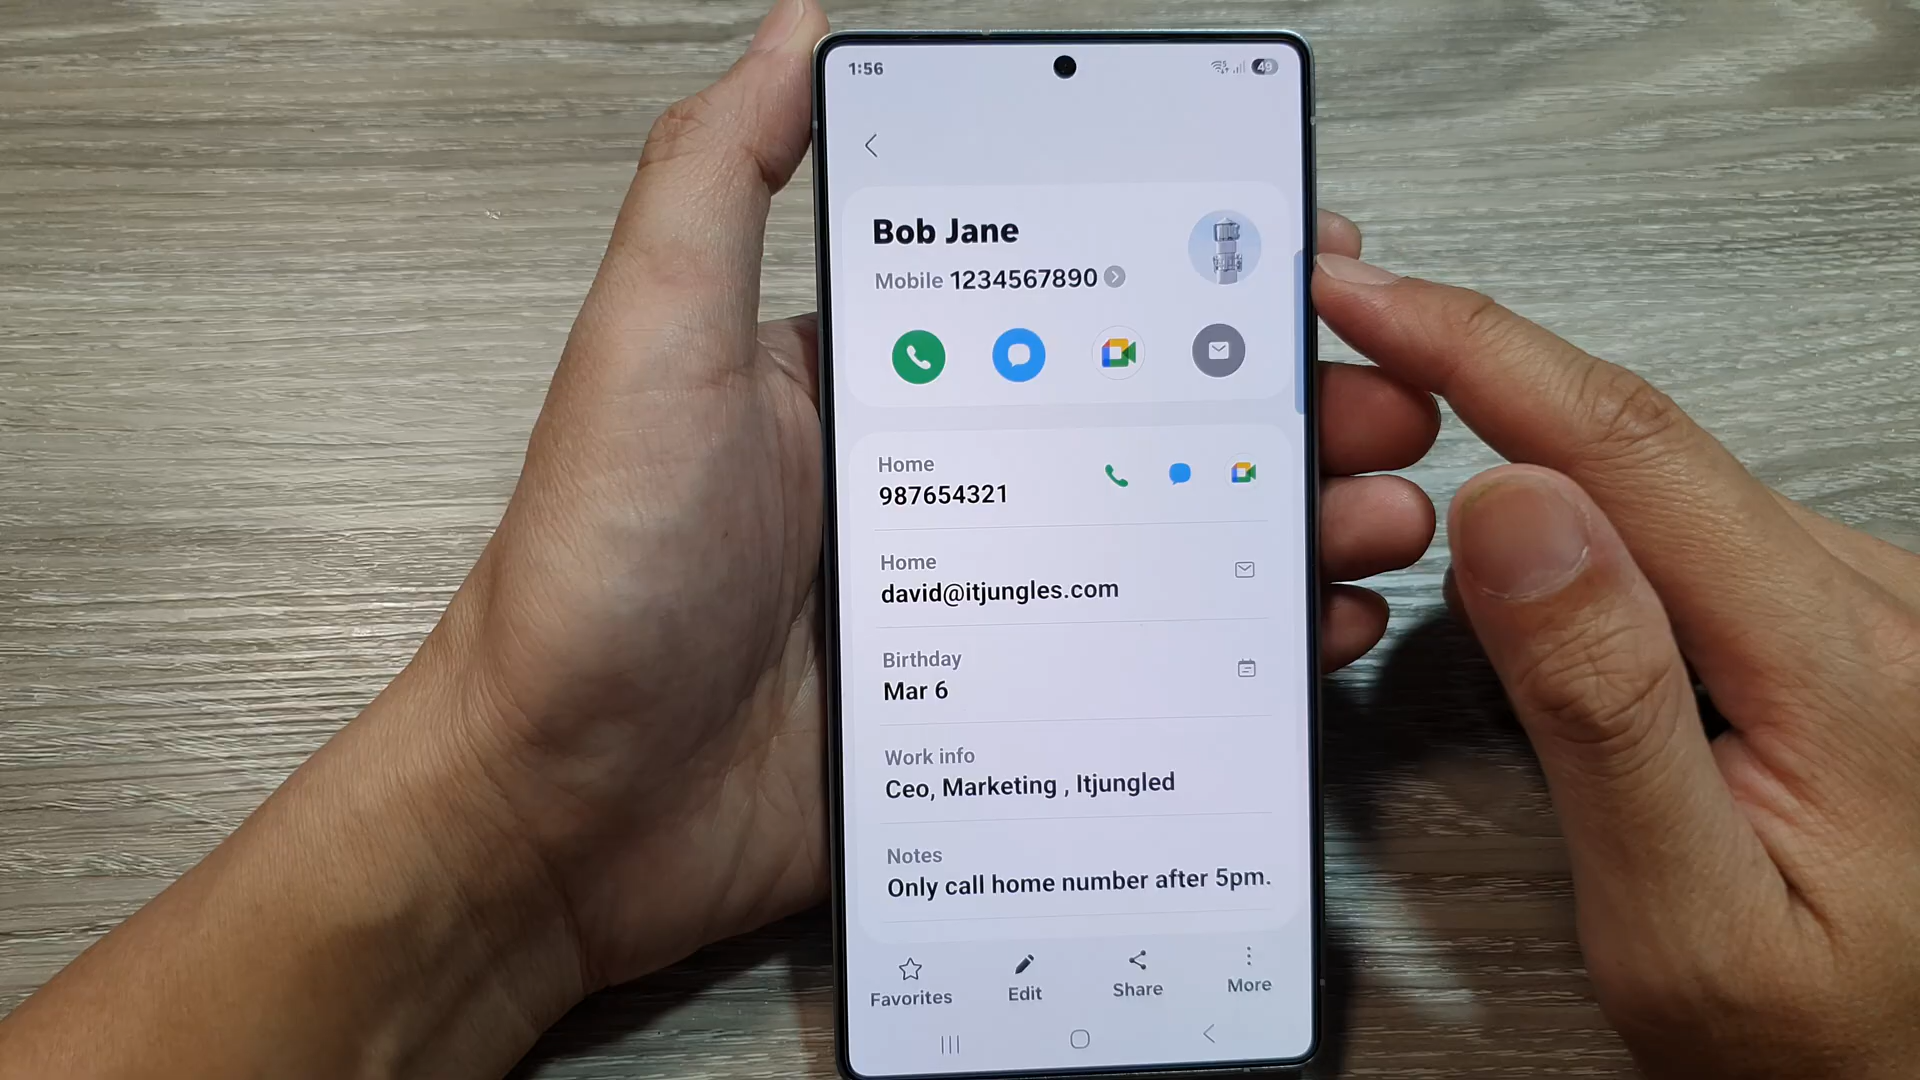 1:56
49
Bob Jane
Mobile 1234567890
Home
987654321
Home
david@itjungles.com
Birthday
Mar 6
Work info
Ceo, Marketing , Itjungled
Notes
Only call home number after 5pm.
Favorites
Edit
Share
More